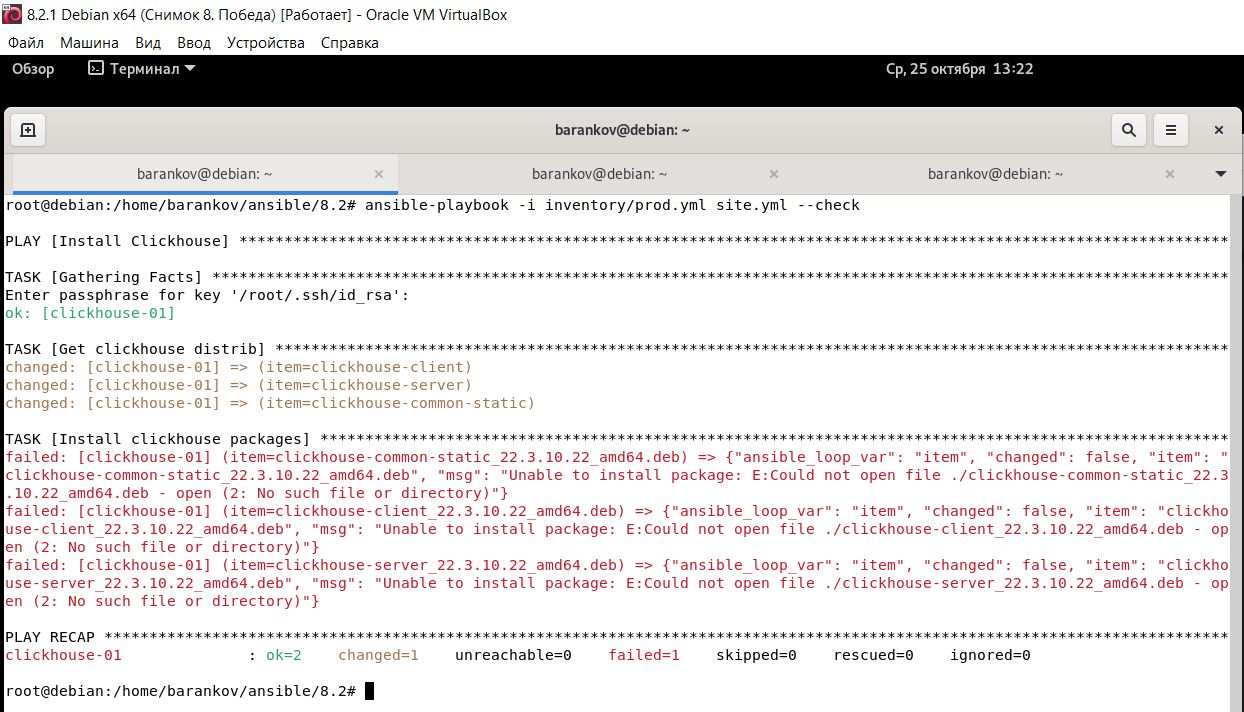 8.2.1 Debian x64 (Снимок 8. Победа) [Работает] - Oracle VM VirtualBox
Файл Машина Вид Ввод Устройства Справка
Обзор Терминал Ср, 25 октября 13:22
barankov@debian: ~
barankov@debian: ~ × barankov@debian: ~ × barankov@debian: ~ ×
root@debian:/home/barankov/ansible/8.2# ansible-playbook -i inventory/prod.yml site.yml --check
PLAY [Install Clickhouse] **************************************************************************************************************
TASK [Gathering Facts] *****************************************************************************************************************
Enter passphrase for key '/root/.ssh/id_rsa':
ok: [clickhouse-01]
TASK [Get clickhouse distrib] **********************************************************************************************************
changed: [clickhouse-01] => (item=clickhouse-client)
changed: [clickhouse-01] => (item=clickhouse-server)
changed: [clickhouse-01] => (item=clickhouse-common-static)
TASK [Install clickhouse packages] *****************************************************************************************************
failed: [clickhouse-01] (item=clickhouse-common-static_22.3.10.22_amd64.deb) => {"ansible_loop_var": "item", "changed": false, "item": "
clickhouse-common-static_22.3.10.22_amd64.deb", "msg": "Unable to install package: E:Could not open file ./clickhouse-common-static_22.3
.10.22_amd64.deb - open (2: No such file or directory)"}
failed: [clickhouse-01] (item=clickhouse-client_22.3.10.22_amd64.deb) => {"ansible_loop_var": "item", "changed": false, "item": "clickho
use-client_22.3.10.22_amd64.deb", "msg": "Unable to install package: E:Could not open file ./clickhouse-client_22.3.10.22_amd64.deb - op
en (2: No such file or directory)"}
failed: [clickhouse-01] (item=clickhouse-server_22.3.10.22_amd64.deb) => {"ansible_loop_var": "item", "changed": false, "item": "clickho
use-server_22.3.10.22_amd64.deb", "msg": "Unable to install package: E:Could not open file ./clickhouse-server_22.3.10.22_amd64.deb - op
en (2: No such file or directory)"}
PLAY RECAP *****************************************************************************************************************************
clickhouse-01 : ok=2 changed=1 unreachable=0 failed=1 skipped=0 rescued=0 ignored=0
root@debian:/home/barankov/ansible/8.2#